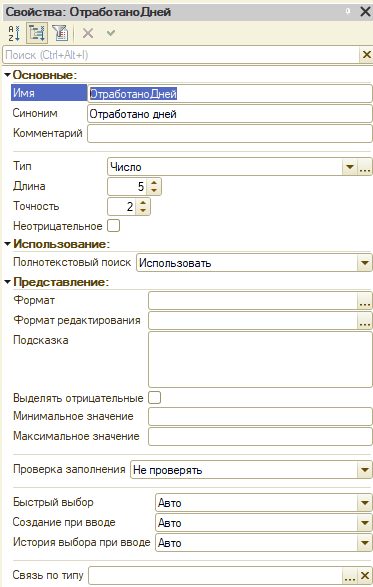 Свойства: ОтработаноДней
Поиск (Ctrl+Alt+I)
Основные:
Имя ОтработаноДней
Синоним Отработано дней
Комментарий
Тип Число ...
Длина 5
Точность 2
Неотрицательное
Использование:
Полнотекстовый поиск Использовать
Представление:
Формат ...
Формат редактирования ...
Подсказка
Выделять отрицательные
Минимальное значение
Максимальное значение
Проверка заполнения Не проверять
Быстрый выбор Авто
Создание при вводе Авто
История выбора при вводе Авто
Связь по типу ...